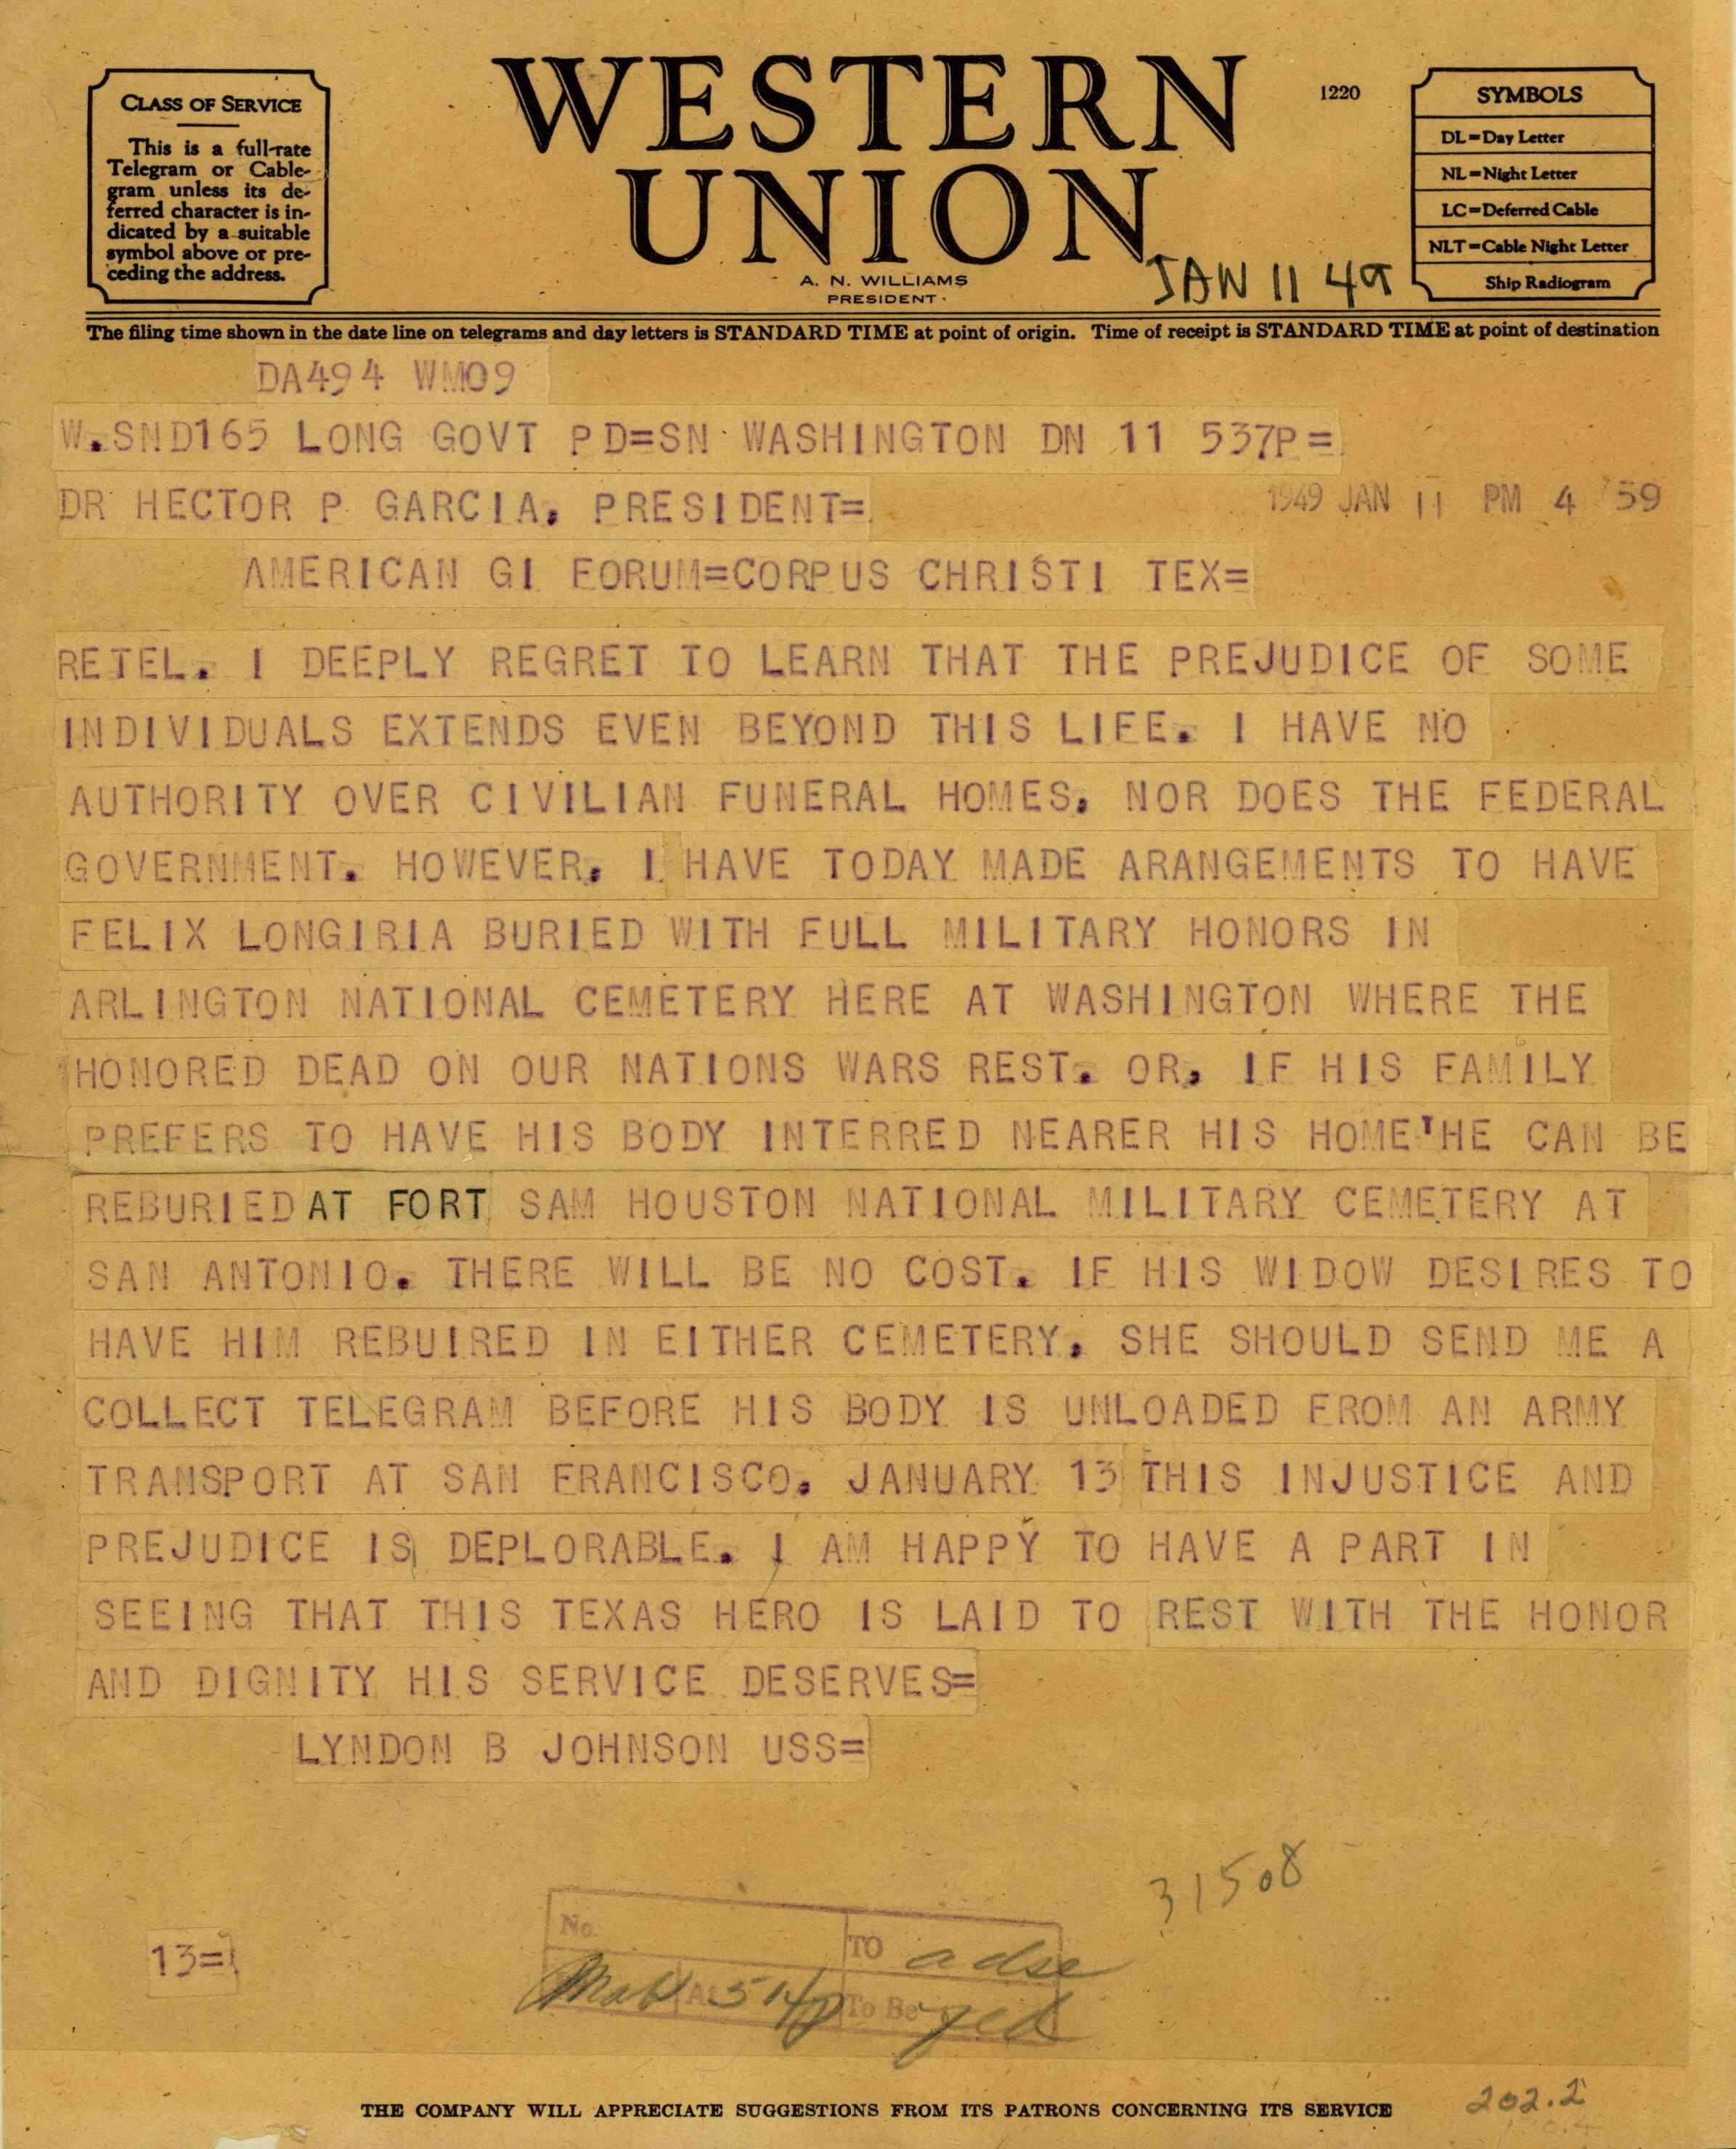 CLASS OF SERVICE
This is a full-rate
Telegram or Cable-
gram unless its de-
ferred character is in-
dicated by a suitable
symbol above or pre-
ceding the address.
WESTERN
UNION
A. N. WILLIAMS
PRESIDENT
1220
JAN 11 49
SYMBOLS
DL=Day Letter
NL=Night Letter
LC=Deferred Cable
NLT=Cable Night Letter
Ship Radiogram
The filing time shown in the date line on telegrams and day letters is STANDARD TIME at point of origin. Time of receipt is STANDARD TIME at point of destination
DA494 WM09
W.SND165 LONG GOVT PD=SN WASHINGTON DN 11 537P=
DR HECTOR P GARCIA, PRESIDENT=
1949 JAN 11 PM 4 59
AMERICAN GI FORUM=CORPUS CHRISTI TEX=
RETEL. I DEEPLY REGRET TO LEARN THAT THE PREJUDICE OF SOME
INDIVIDUALS EXTENDS EVEN BEYOND THIS LIFE. I HAVE NO
AUTHORITY OVER CIVILIAN FUNERAL HOMES, NOR DOES THE FEDERAL
GOVERNMENT. HOWEVER, I HAVE TODAY MADE ARANGEMENTS TO HAVE
FELIX LONGIRIA BURIED WITH FULL MILITARY HONORS IN
ARLINGTON NATIONAL CEMETERY HERE AT WASHINGTON WHERE THE
HONORED DEAD ON OUR NATIONS WARS REST. OR, IF HIS FAMILY
PREFERS TO HAVE HIS BODY INTERRED NEARER HIS HOME HE CAN BE
REBURIED AT FORT SAM HOUSTON NATIONAL MILITARY CEMETERY AT
SAN ANTONIO. THERE WILL BE NO COST. IF HIS WIDOW DESIRES TO
HAVE HIM REBUIRED IN EITHER CEMETERY, SHE SHOULD SEND ME A
COLLECT TELEGRAM BEFORE HIS BODY IS UNLOADED FROM AN ARMY
TRANSPORT AT SAN FRANCISCO, JANUARY 13 THIS INJUSTICE AND
PREJUDICE IS DEPLORABLE. I AM HAPPY TO HAVE A PART IN
SEEING THAT THIS TEXAS HERO IS LAID TO REST WITH THE HONOR
AND DIGNITY HIS SERVICE DESERVES=
LYNDON B JOHNSON USS=
31508
13=
No.
TO
At
To Be
THE COMPANY WILL APPRECIATE SUGGESTIONS FROM ITS PATRONS CONCERNING ITS SERVICE
202.2